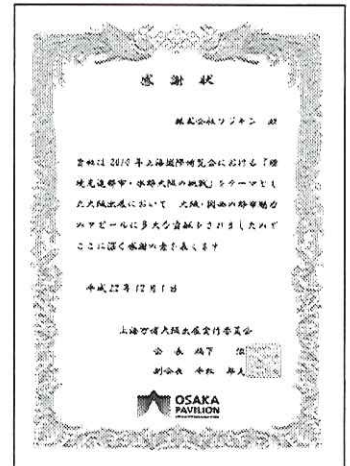 感謝状
株式会社フジキン 殿
貴社は2010年上海国際博覧会における「環
境先進都市・水都大阪の挑戦」をテーマとし
た大阪出展において 大阪・関西の都市魅力
のアピールに多大な貢献をされましたので
ここに深く感謝の意を表します
平成22年12月1日
上海万博大阪出展実行委員会
会長 橋下 徹
副会長 平松 邦夫
OSAKA
PAVILION